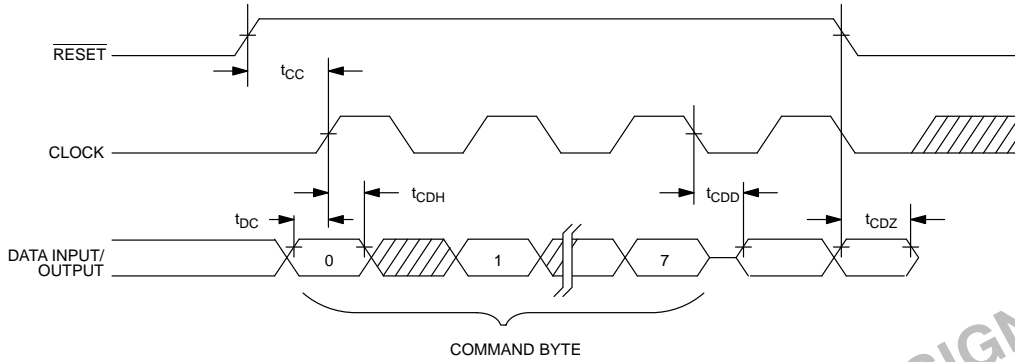 RESET
tCC
CLOCK
tCDH
tCDD
tDC
tCDZ
DATA INPUT/
OUTPUT
0
1
7
COMMAND BYTE